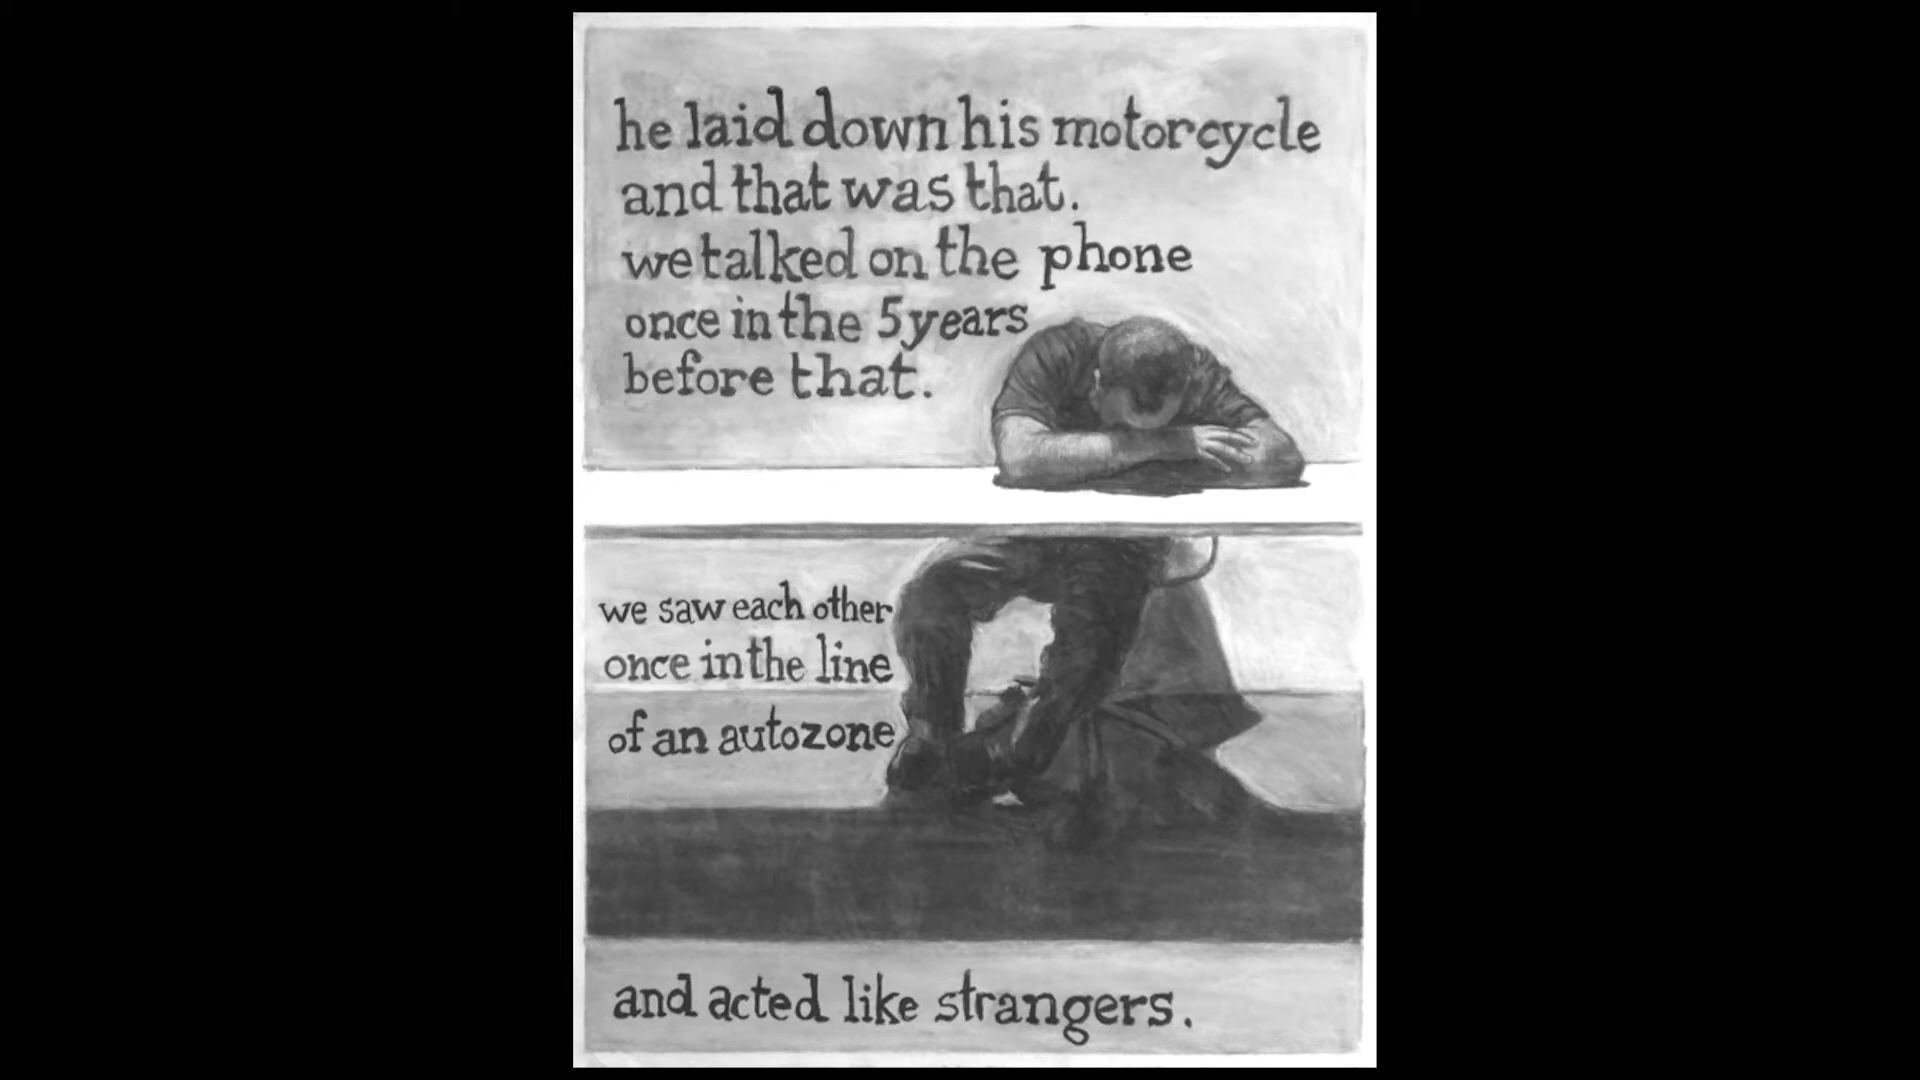 he laid down his motorcycle
and that was that.
we talked on the phone
once in the 5 years
before that.
we saw each other
once in the line
of an autozone
and acted like strangers.